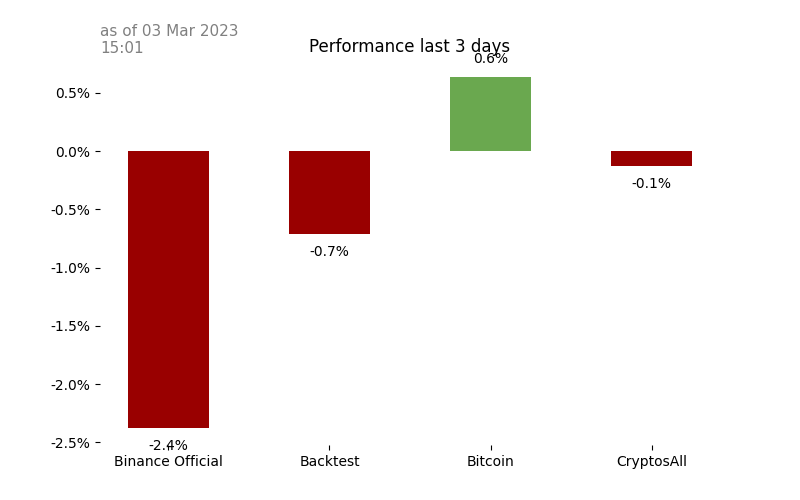 as of 03 Mar 2023
15:01
Performance last 3 days
0.6%
0.5%
0.0%
-0.1%
-0.5%
-0.7%
-1.0%
-1.5%
-2.0%
-2.5%
-2.4%
Binance Official
Backtest
Bitcoin
CryptosAll